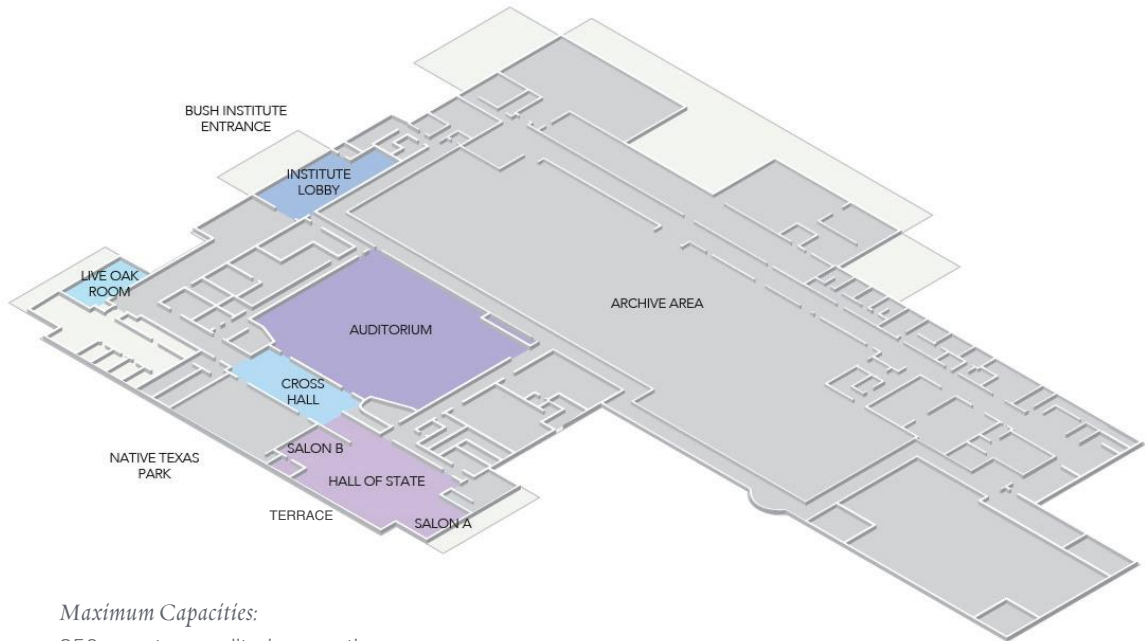 BUSH INSTITUTE
ENTRANCE
INSTITUTE
LOBBY
LIVE OAK
ROOM
ARCHIVE AREA
AUDITORIUM
CROSS
HALL
SALON B
NATIVE TEXAS
PARK
HALL OF STATE
TERRACE
SALON A
Maximum Capacities: